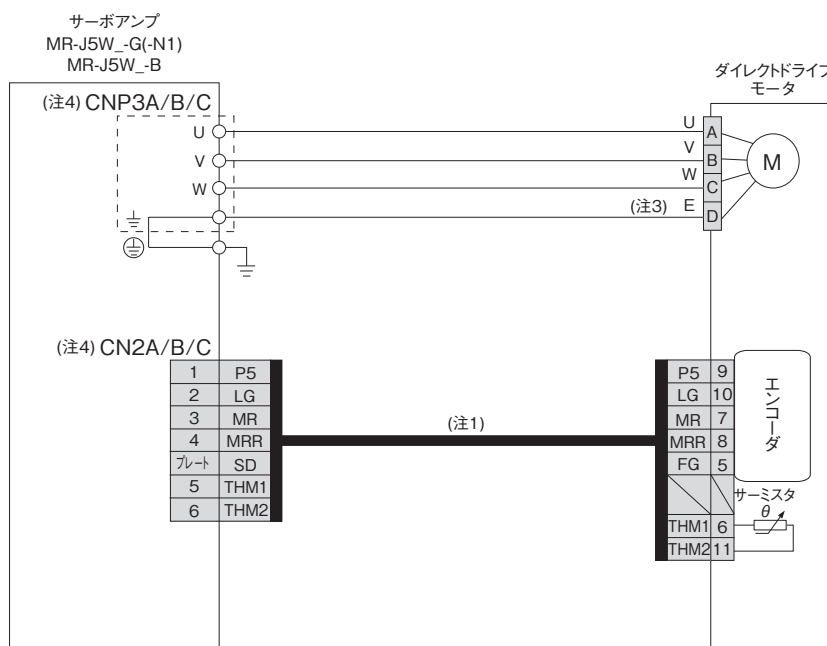 サーボアンプ
MR-J5W_-G(-N1)
MR-J5W_-B
ダイレクトドライブ
モータ
(注4) CNP3A/B/C
U
V
W
U
V
W
(注3) E
A
B
C
D
M
(注4) CN2A/B/C
1 P5
2 LG
3 MR
4 MRR
プレート SD
5 THM1
6 THM2
(注1)
P5 9
LG 10
MR 7
MRR 8
FG 5
THM1 6
THM2 11
エンコーダ
サーミスタ
θ